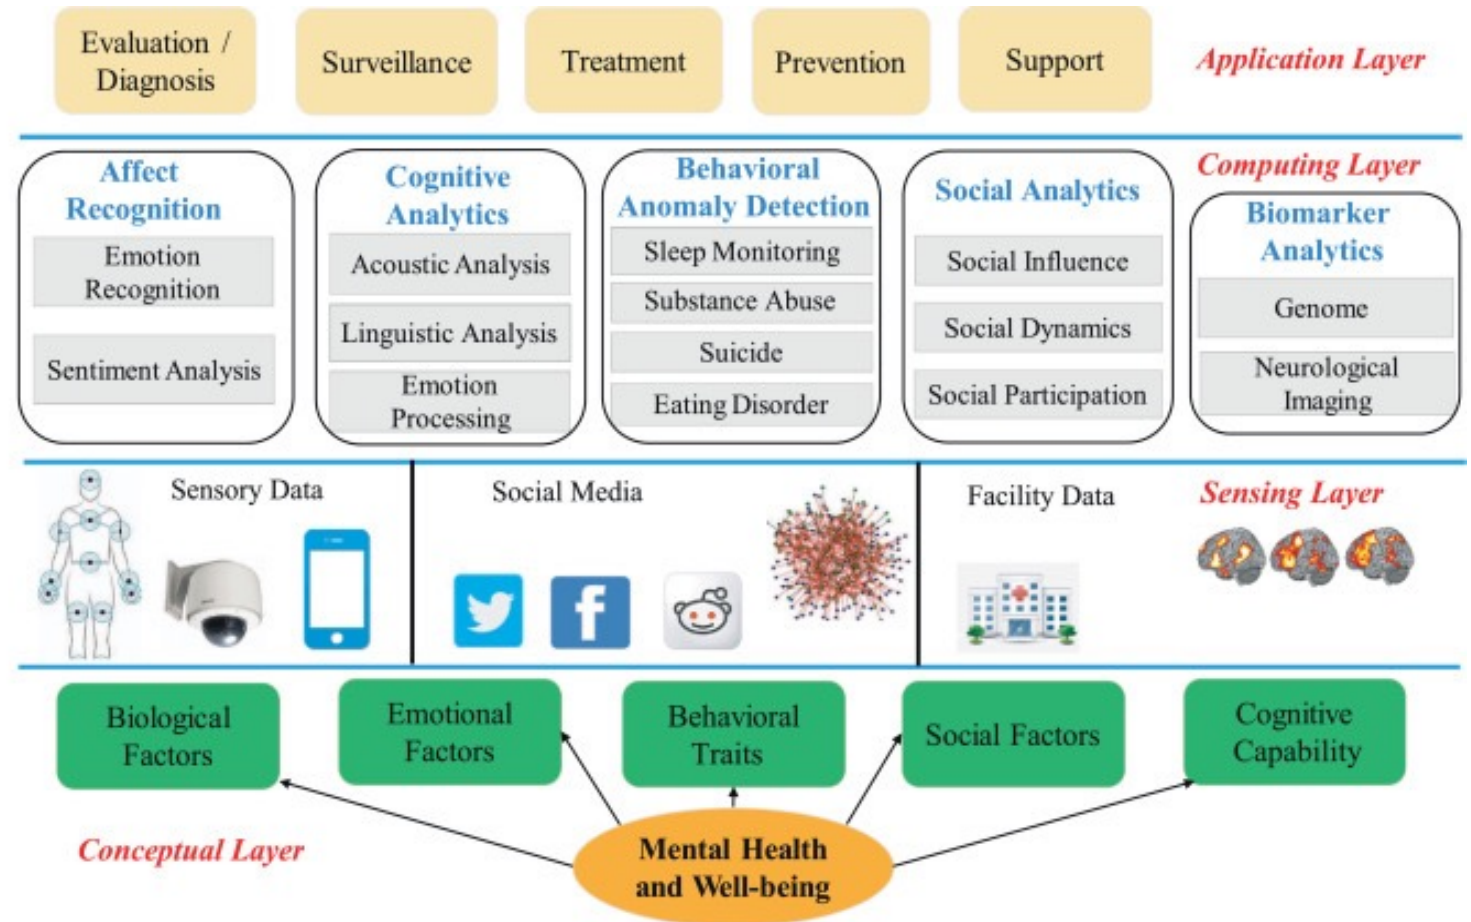 Evaluation /
Diagnosis
Surveillance
Treatment
Prevention
Support
Application Layer
Affect
Recognition
Emotion
Recognition
Sentiment Analysis
Cognitive
Analytics
Acoustic Analysis
Linguistic Analysis
Emotion
Processing
Behavioral
Anomaly Detection
Sleep Monitoring
Substance Abuse
Suicide
Eating Disorder
Social Analytics
Social Influence
Social Dynamics
Social Participation
Computing Layer
Biomarker
Analytics
Genome
Neurological
Imaging
Sensory Data
Social Media
Facility Data
Sensing Layer
f
Biological
Factors
Emotional
Factors
Behavioral
Traits
Social Factors
Cognitive
Capability
Conceptual Layer
Mental Health
and Well-being